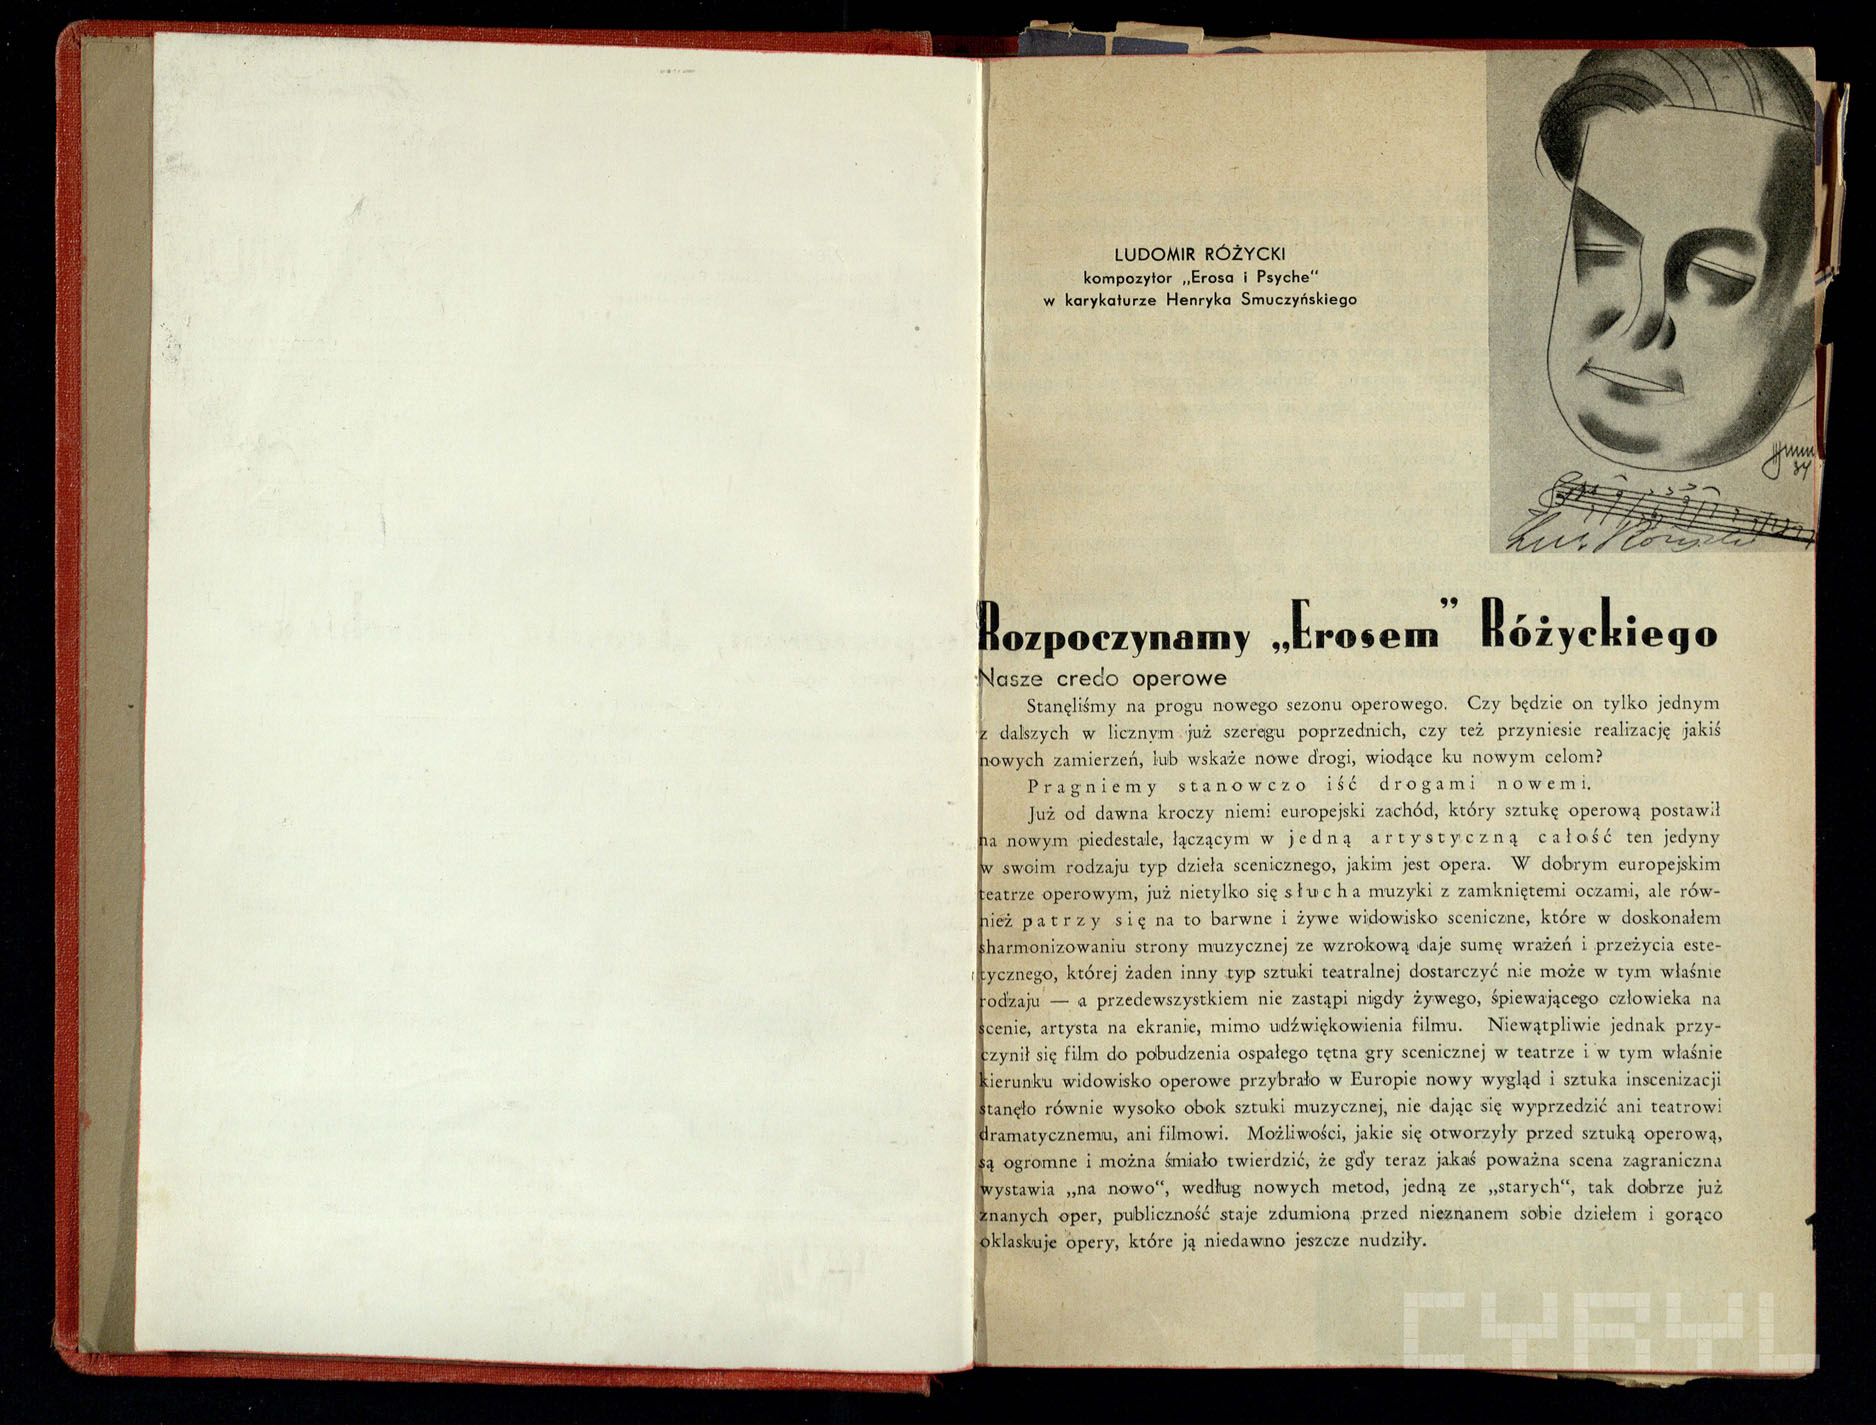 LUDOMIR RÓŻYCKI
kompozytor „Erosa i Psyche“
w karykaturze Henryka Smuczyńskiego
34
Rozpoczynamy „Erosem” Różyckiego
Nasze credo operowe
Stanęliśmy na progu nowego sezonu operowego. Czy będzie on tylko jednym
z dalszych w licznym już szeregu poprzednich, czy też przyniesie realizację jakiś
nowych zamierzeń, lub wskaże nowe drogi, wiodące ku nowym celom?
Pragniemy stanowczo iść drogami nowemi.
Już od dawna kroczy niemi europejski zachód, który sztukę operową postawił
na nowym piedestale, łączącym w jedną artystyczną całość ten jedyny
w swoim rodzaju typ dzieła scenicznego, jakim jest opera. W dobrym europejskim
teatrze operowym, już nietylko się słucha muzyki z zamkniętemi oczami, ale rów-
nież patrzy się na to barwne i żywe widowisko sceniczne, które w doskonałem
sharmonizowaniu strony muzycznej ze wzrokową daje sumę wrażeń i przeżycia este-
tycznego, której żaden inny typ sztuki teatralnej dostarczyć nie może w tym właśnie
rodzaju — a przedewszystkiem nie zastąpi nigdy żywego, śpiewającego człowieka na
scenie, artysta na ekranie, mimo udźwiękowienia filmu. Niewątpliwie jednak przy-
czynił się film do pobudzenia ospałego tętna gry scenicznej w teatrze i w tym właśnie
kierunku widowisko operowe przybrało w Europie nowy wygląd i sztuka inscenizacji
stanęło równie wysoko obok sztuki muzycznej, nie dając się wyprzedzić ani teatrowi
dramatycznemu, ani filmowi. Możliwości, jakie się otworzyły przed sztuką operową,
są ogromne i można śmiało twierdzić, że gdy teraz jakaś poważna scena zagraniczna
wystawia „na nowo“, według nowych metod, jedną ze „starych“, tak dobrze już
znanych oper, publiczność staje zdumiona przed nieznanem sobie dziełem i gorąco
oklaskuje opery, które ją niedawno jeszcze nudziły.
CYRYL